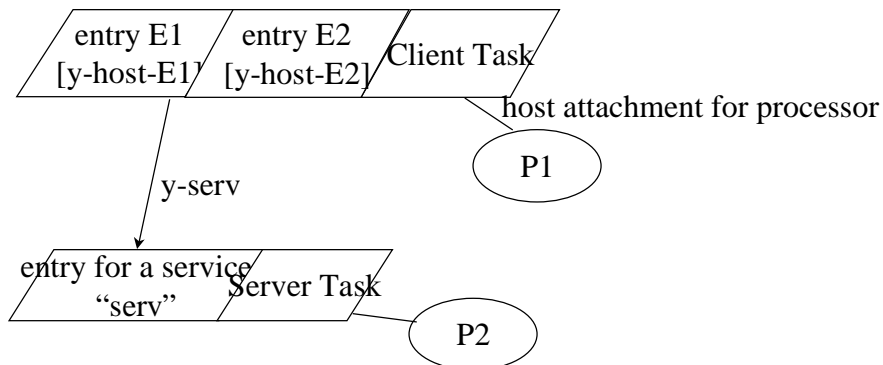 entry E1
[y-host-E1]
entry E2
[y-host-E2]
Client Task
host attachment for processor
P1
y-serv
entry for a service
“serv”
Server Task
P2